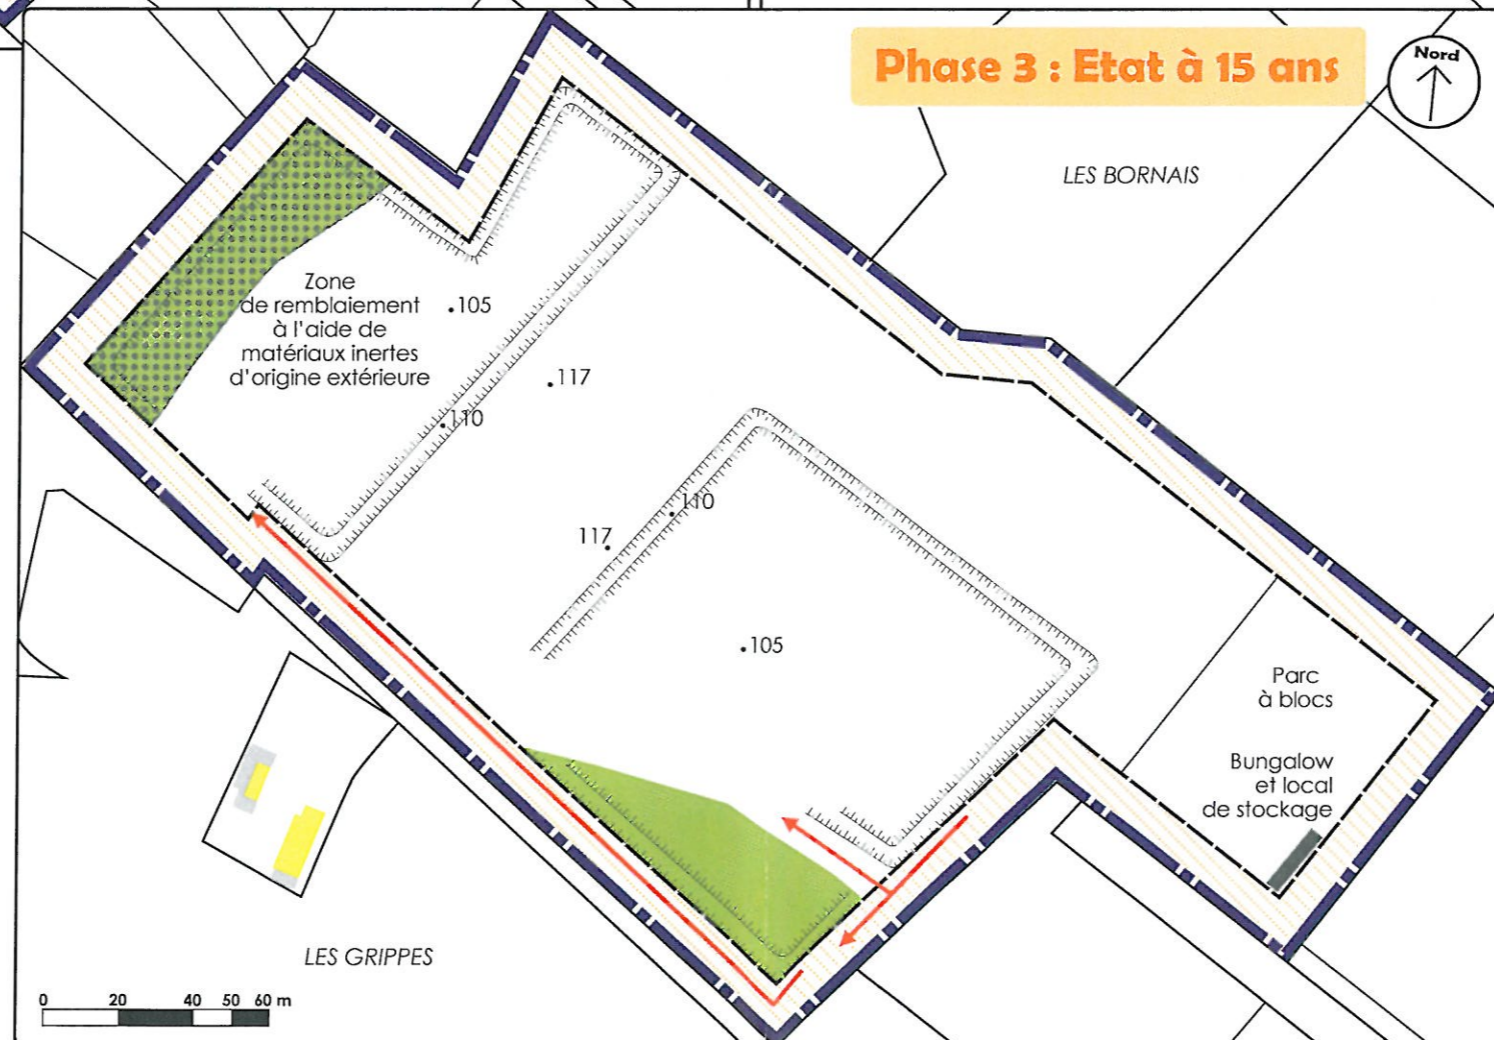 Phase 3 : Etat à 15 ans
Nord
LES BORNAIS
Zone
de remblaiement
à l'aide de
matériaux inertes
d'origine extérieure
105
117
110
110
117
105
Parc
à blocs
Bungalow
et local
de stockage
LES GRIPPES
0 20 40 50 60 m